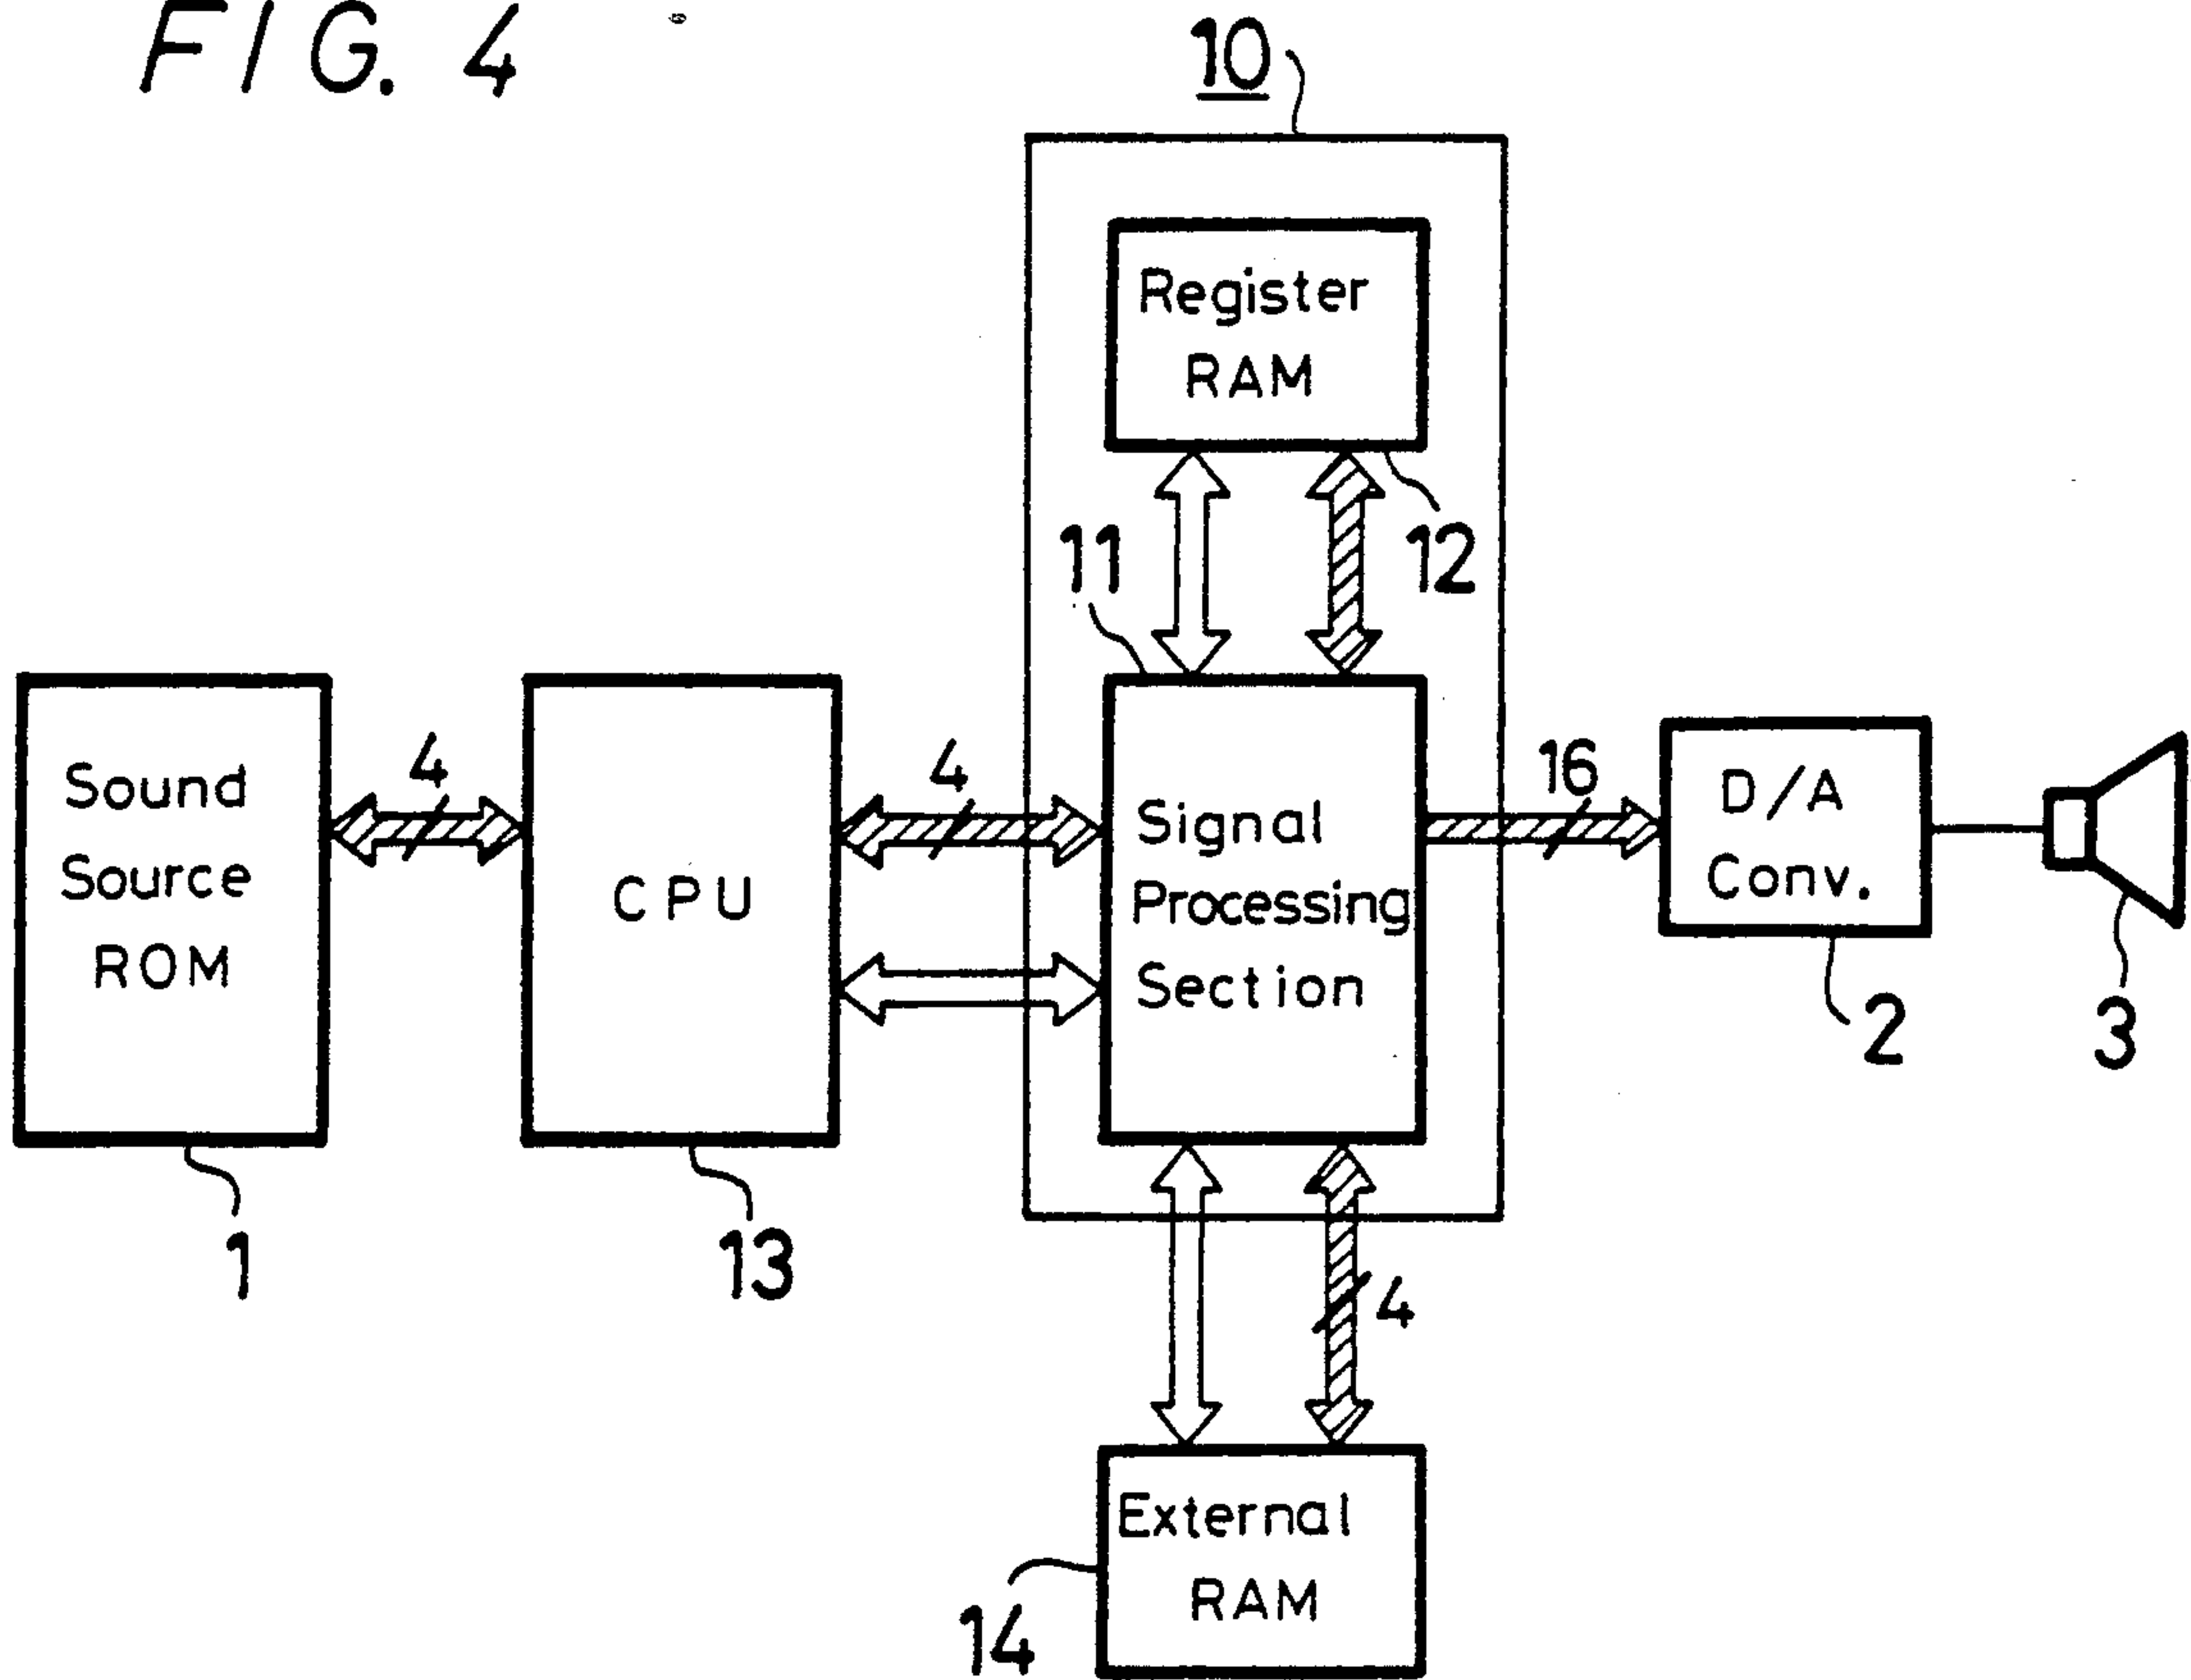 FIG. 4
10
Register
RAM
11
12
Sound
Source
ROM
4
CPU
4
Signal
Processing
Section
16
D/A
Conv.
2
3
1
13
4
External
RAM
14